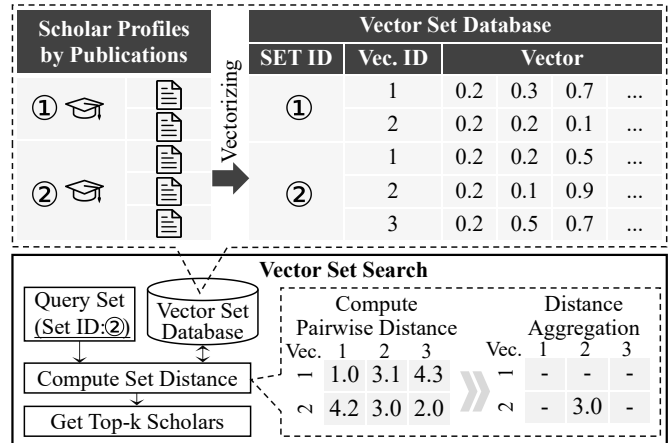 Scholar Profiles
by Publications
①
②
Vectorizing
Vector Set Database
SET ID Vec. ID Vector
① 1 0.2 0.3 0.7 ...
2 0.2 0.2 0.1 ...
② 1 0.2 0.2 0.5 ...
2 0.2 0.1 0.9 ...
3 0.2 0.5 0.7 ...
Vector Set Search
Query Set
(Set ID:②)
Vector Set
Database
Compute Set Distance
Get Top-k Scholars
Compute
Pairwise Distance
Vec. 1 2 3
1 1.0 3.1 4.3
2 4.2 3.0 2.0
Distance
Aggregation
Vec. 1 2 3
1 - - -
2 - 3.0 -